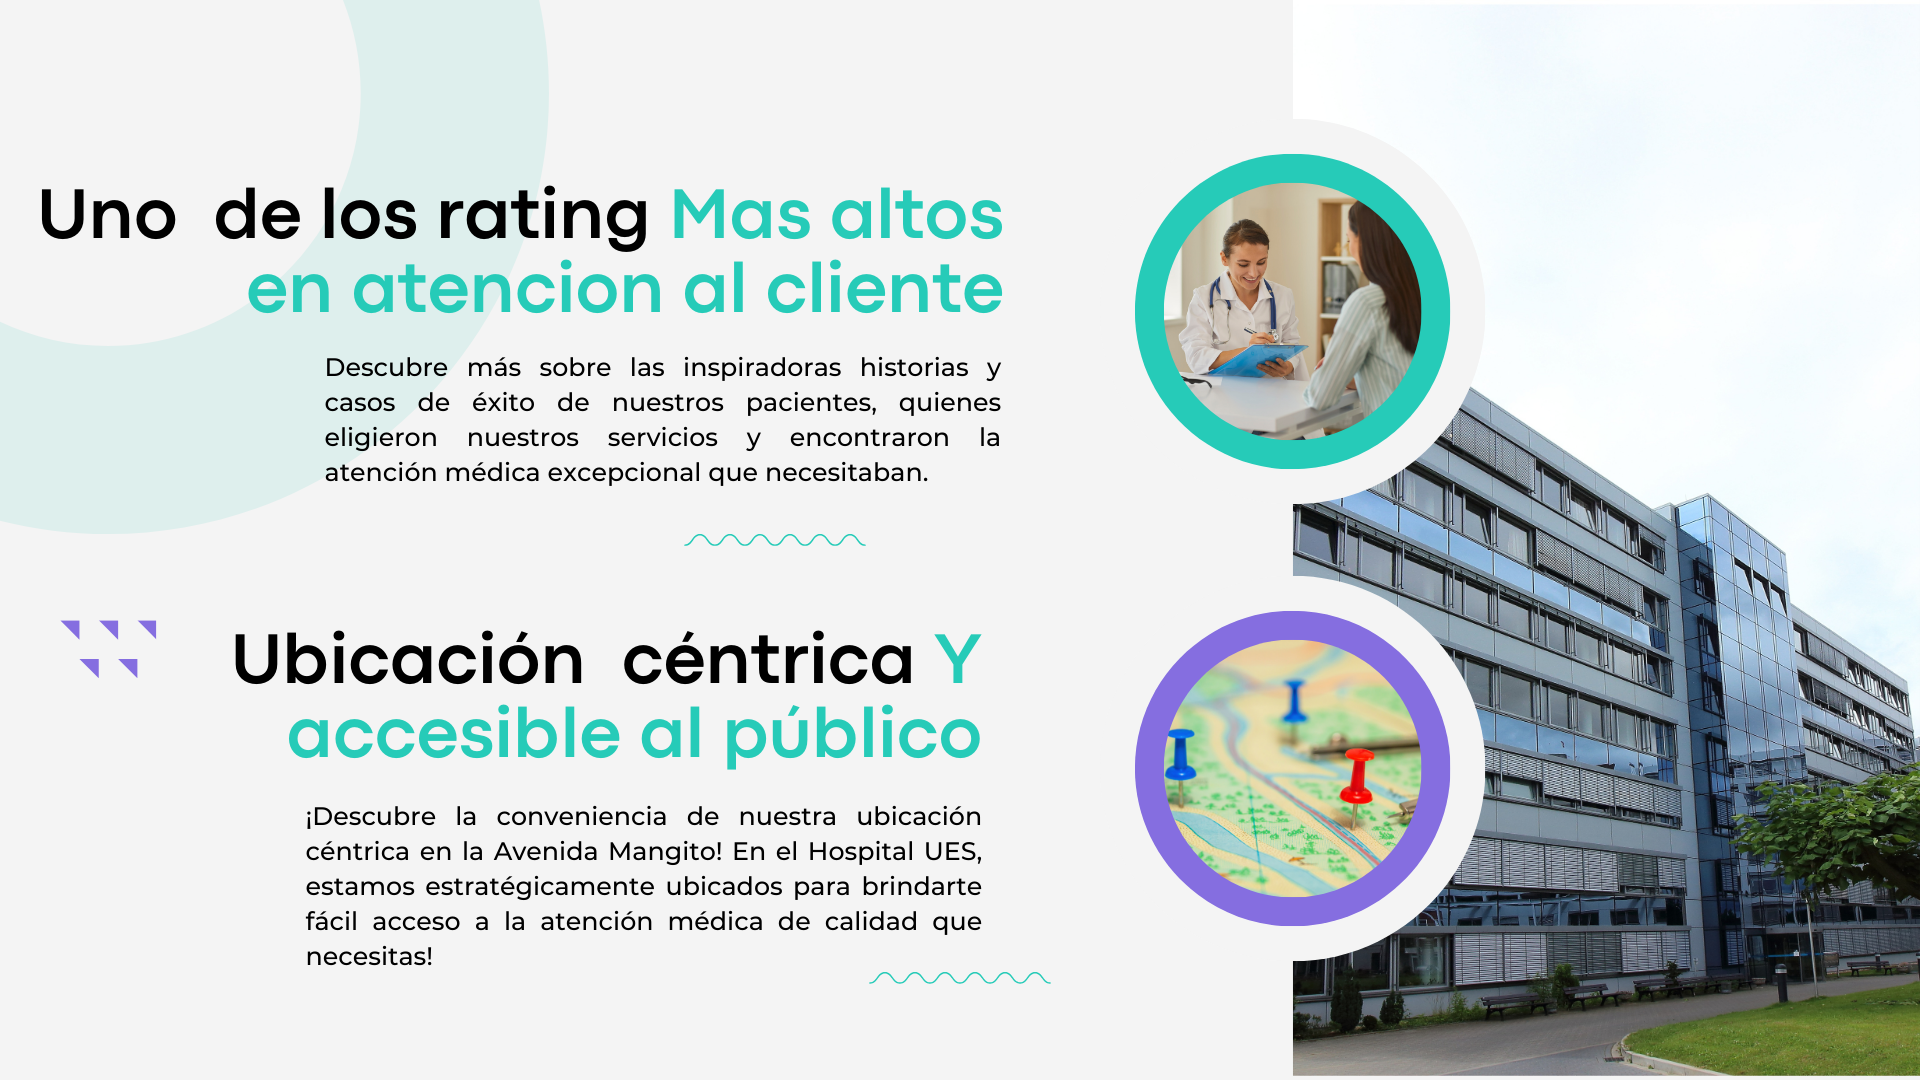 Uno de los rating Mas altos
en atencion al cliente
Descubre más sobre las inspiradoras historias y
casos de éxito de nuestros pacientes, quienes
eligieron nuestros servicios y encontraron la
atención médica excepcional que necesitaban.
Ubicación céntrica Y
accesible al público
¡Descubre la conveniencia de nuestra ubicación
céntrica en la Avenida Mangito! En el Hospital UES,
estamos estratégicamente ubicados para brindarte
fácil acceso a la atención médica de calidad que
necesitas!